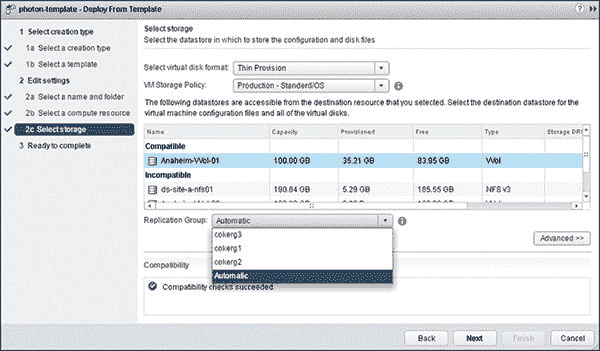 photon-template - Deploy From Template
1 Select creation type
1a Select a creation type
1b Select a template
2 Edit settings
2a Select a name and folder
2b Select a compute resource
2c Select storage
3 Ready to complete
Select storage
Select the datastore in which to store the configuration and disk files
Select virtual disk format: Thin Provision
VM Storage Policy: Production - Standerd/OS
The following datastores are accessible from the destination resource that you selected. Select the destination datastore for the
virtual machine configuration files and all of the virtual disks.
Name Capacity Provisioned Free Type Storage DRS
Compatible
Anaheim-VVol-01 100.00 GB 35.21 GB 83.95 GB VVol
Incompatible
ds-site-a-nfs01 190.84 GB 5.29 GB 185.55 GB NFS v3
Replication Group: Automatic
cokerg3
cokerg1
cokerg2
Automatic
Advanced >>
Compatibility
Compatibility checks succeeded.
Back Next Finish Cancel